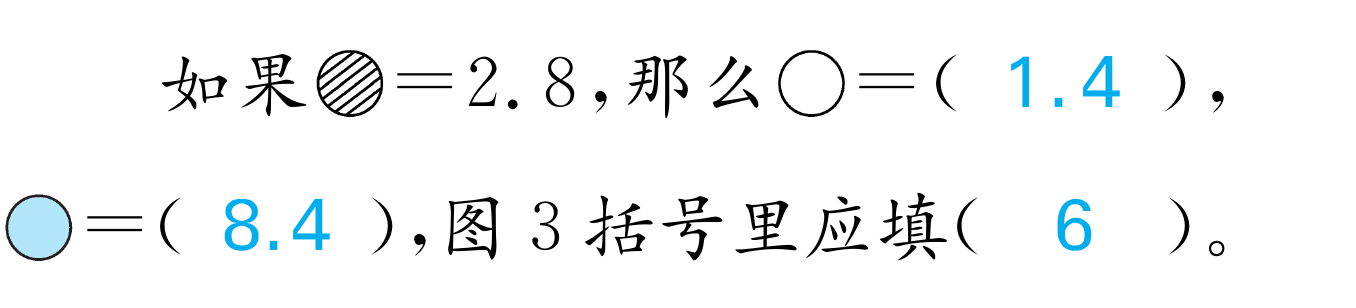 如果=2.8,那么○=( 1.4 ),
=( 8.4 ),图3括号里应填( 6 )。